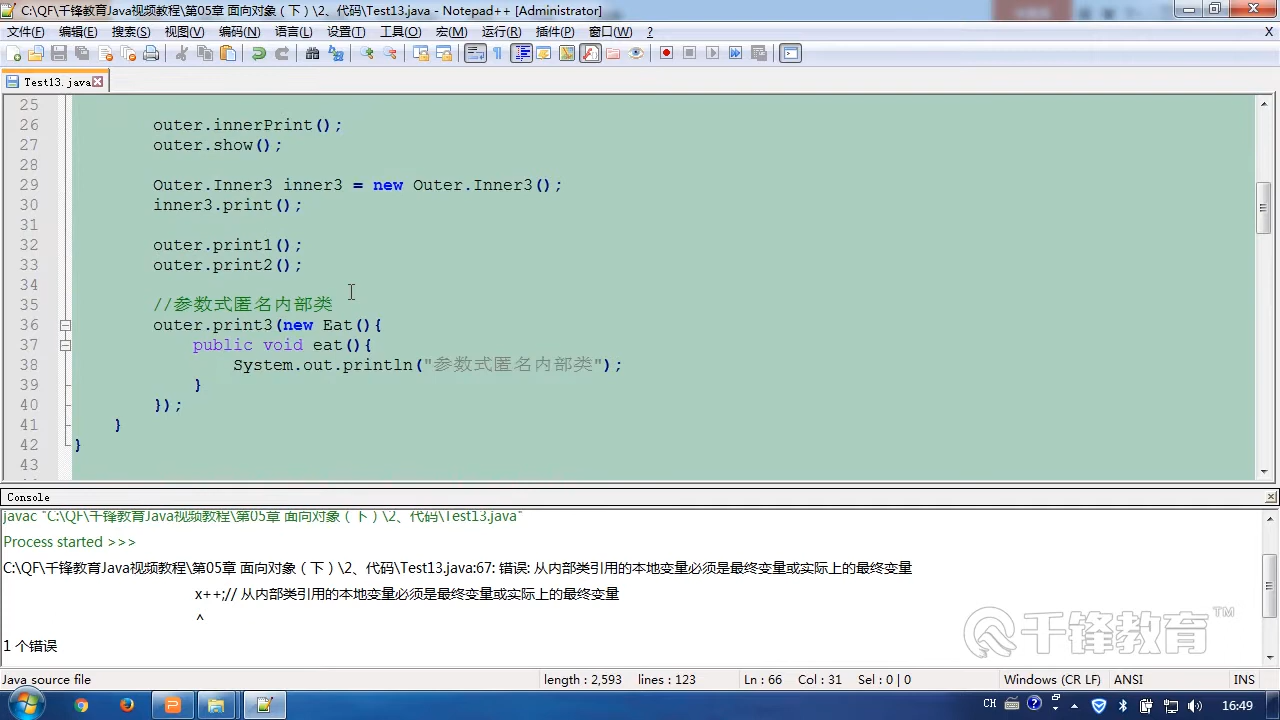 C:\QF\千锋教育Java视频教程\第05章 面向对象（下）\2、代码\Test13.java - Notepad++ [Administrator]
文件(F) 编辑(E) 搜索(S) 视图(V) 编码(N) 语言(L) 设置(T) 工具(O) 宏(M) 运行(R) 插件(P) 窗口(W) ? X
Test13.java
25
26 outer.innerPrint();
27 outer.show();
28
29 Outer.Inner3 inner3 = new Outer.Inner3();
30 inner3.print();
31
32 outer.print1();
33 outer.print2();
34
35 //参数式匿名内部类
36 outer.print3(new Eat(){
37 public void eat(){
38 System.out.println("参数式匿名内部类");
39 }
40 });
41 }
42 }
43
Console
javac "C:\QF\千锋教育Java视频教程\第05章 面向对象（下）\2、代码\Test13.java"
Process started >>>
C:\QF\千锋教育Java视频教程\第05章 面向对象（下）\2、代码\Test13.java:67: 错误: 从内部类引用的本地变量必须是最终变量或实际上的最终变量
x++;// 从内部类引用的本地变量必须是最终变量或实际上的最终变量
^
1 个错误
千锋教育™
Java source file length : 2,593 lines : 123 Ln : 66 Col : 31 Sel : 0 | 0 Windows (CR LF) ANSI INS
CH 16:49